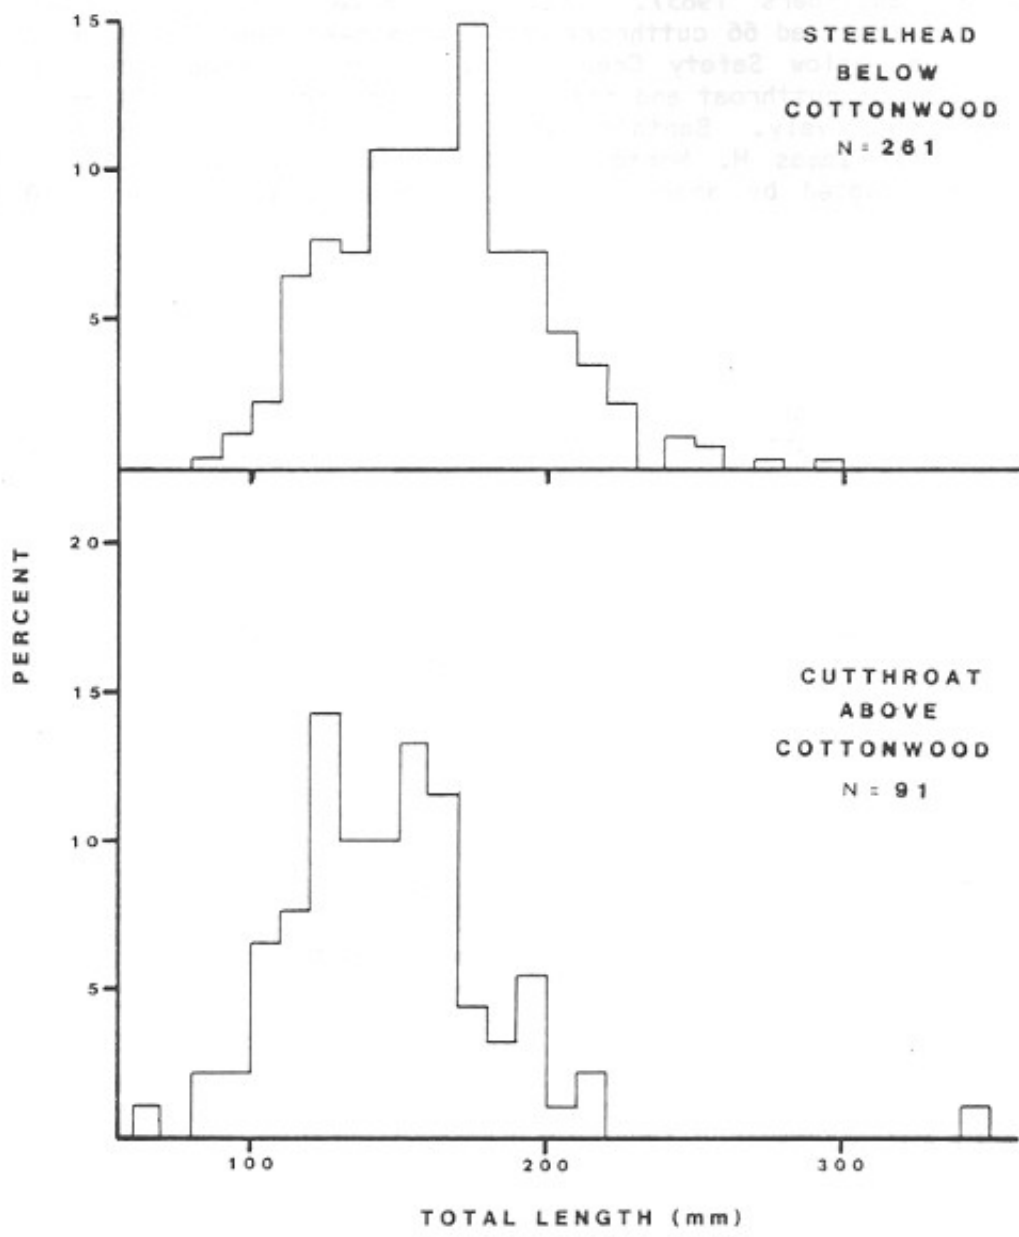 15
10
5
STEELHEAD
BELOW
COTTONWOOD
N = 261
PERCENT
20
15
10
5
CUTTHROAT
ABOVE
COTTONWOOD
N = 91
100 200 300
TOTAL LENGTH (mm)